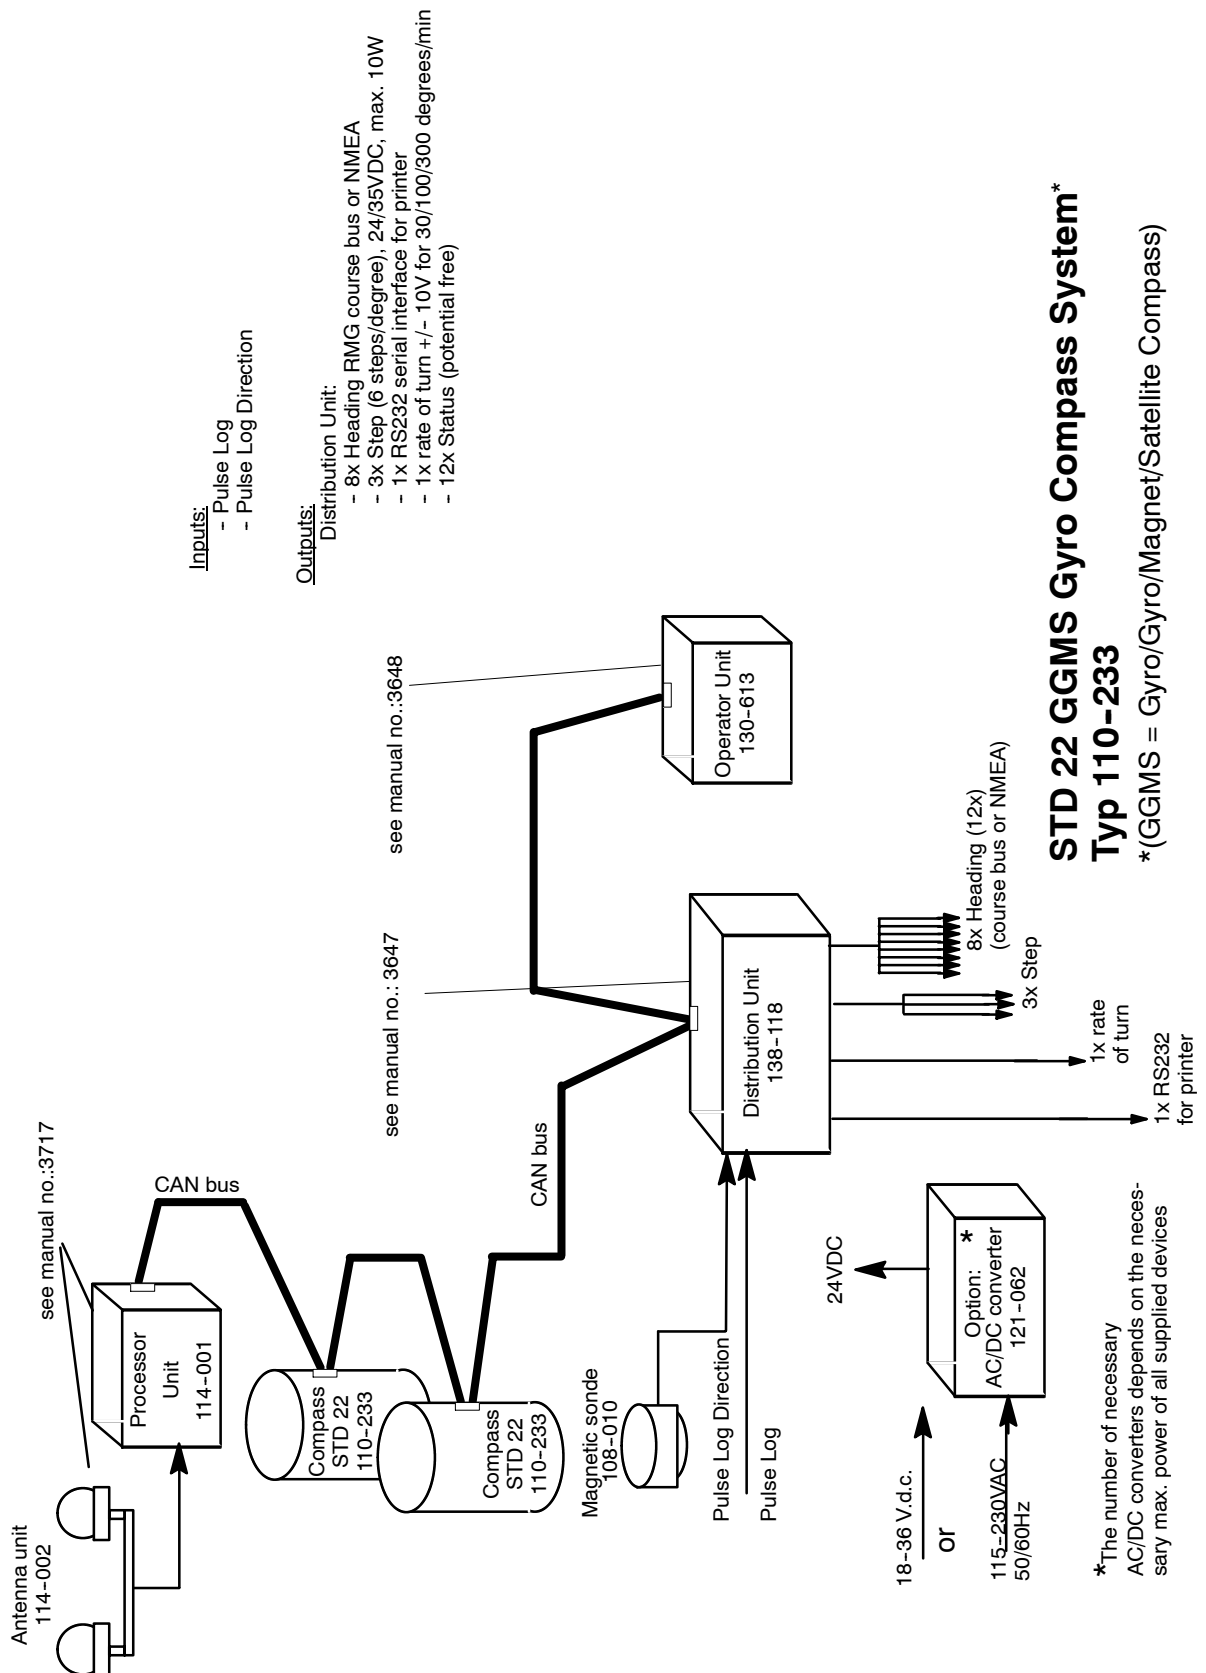 Antenna unit
114-002
see manual no.:3717
Processor
Unit
114-001
CAN bus
Compass
STD 22
110-233
Compass
STD 22
110-233
CAN bus
Magnetic sonde
108-010
Pulse Log Direction
Pulse Log
see manual no.: 3647
see manual no.:3648
Distribution Unit
138-118
Operator Unit
130-613
Inputs:
- Pulse Log
- Pulse Log Direction
Outputs:
Distribution Unit:
- 8x Heading RMG course bus or NMEA
- 3x Step (6 steps/degree), 24/35VDC, max. 10W
- 1x RS232 serial interface for printer
- 1x rate of turn +/- 10V for 30/100/300 degrees/min
- 12x Status (potential free)
24VDC
Option: *
AC/DC converter
121-062
18-36 V.d.c.
or
115-230VAC
50/60Hz
*The number of necessary
AC/DC converters depends on the neces-
sary max. power of all supplied devices
8x Heading (12x)
(course bus or NMEA)
3x Step
1x rate
of turn
1x RS232
for printer
STD 22 GGMS Gyro Compass System*
Typ 110-233
*(GGMS = Gyro/Gyro/Magnet/Satellite Compass)